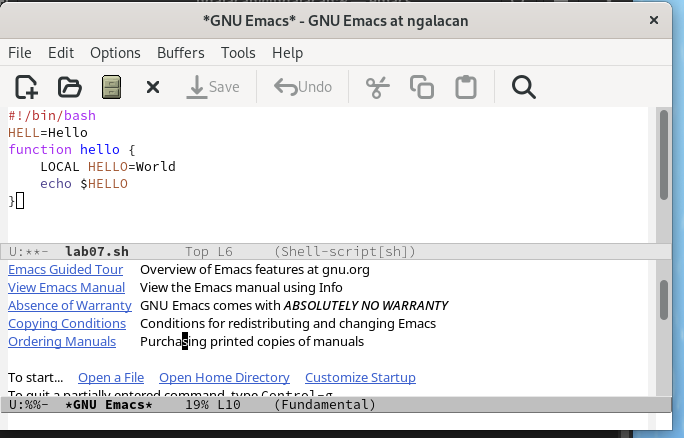 *GNU Emacs* - GNU Emacs at ngalacan
File Edit Options Buffers Tools Help
Save Undo
#!/bin/bash
HELL=Hello
function hello {
    LOCAL HELLO=World
    echo $HELLO
}
U:**-  lab07.sh       Top L6     (Shell-script[sh])
Emacs Guided Tour Overview of Emacs features at gnu.org
View Emacs Manual View the Emacs manual using Info
Absence of Warranty GNU Emacs comes with ABSOLUTELY NO WARRANTY
Copying Conditions Conditions for redistributing and changing Emacs
Ordering Manuals Purchasing printed copies of manuals
To start... Open a File Open Home Directory Customize Startup
To quit a partially entered command, type Control-g
U:%%-  *GNU Emacs*    19% L10    (Fundamental)